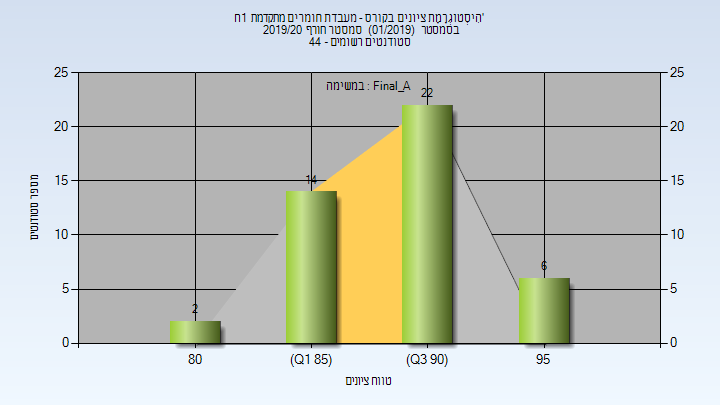 הִיסְטוֹגְרָמַת ציונים בקורס - מעבדת חומרים מתקדמת 1ח'
בסמסטר (01/2019) סמסטר חורף 2019/20
סטודנטים רשומים - 44
במשימה : Final_A
25 25
20 20
15 15
10 10
5 5
0 0
2 14 22 6
80 (Q1 85) (Q3 90) 95
טווח ציונים
מספר סטודנטים